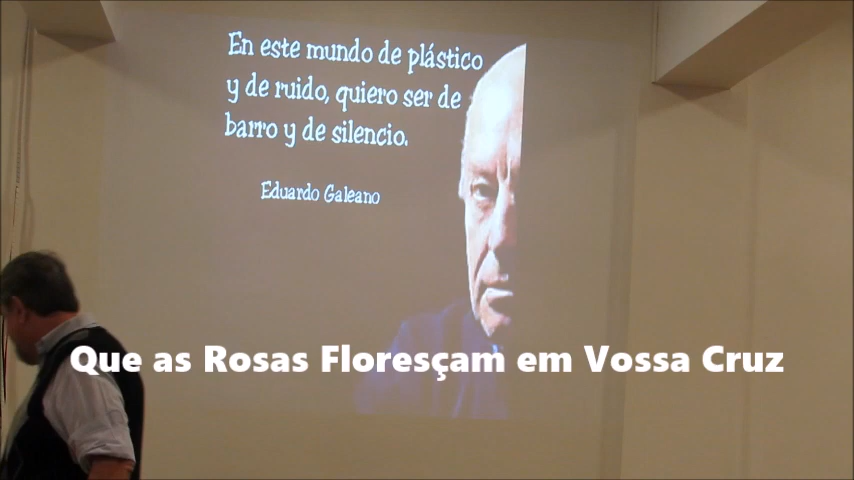 En este mundo de plástico
y de ruido, quiero ser de
barro y de silencio.
Eduardo Galeano
Que as Rosas Floresçam em Vossa Cruz